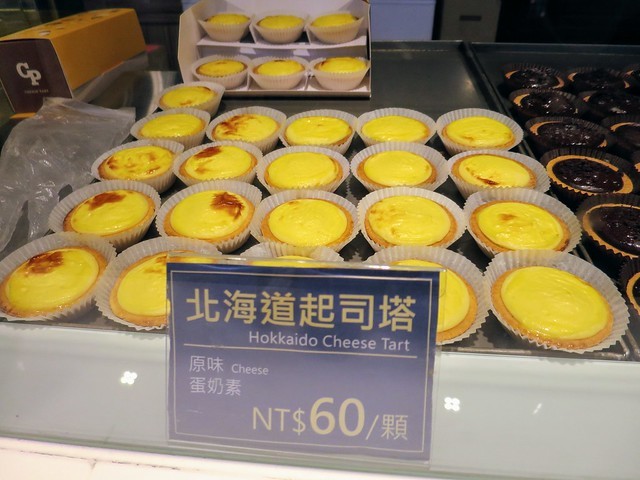 CP
北海道起司塔
Hokkaido Cheese Tart
原味 Cheese
蛋奶素
NT$60/顆